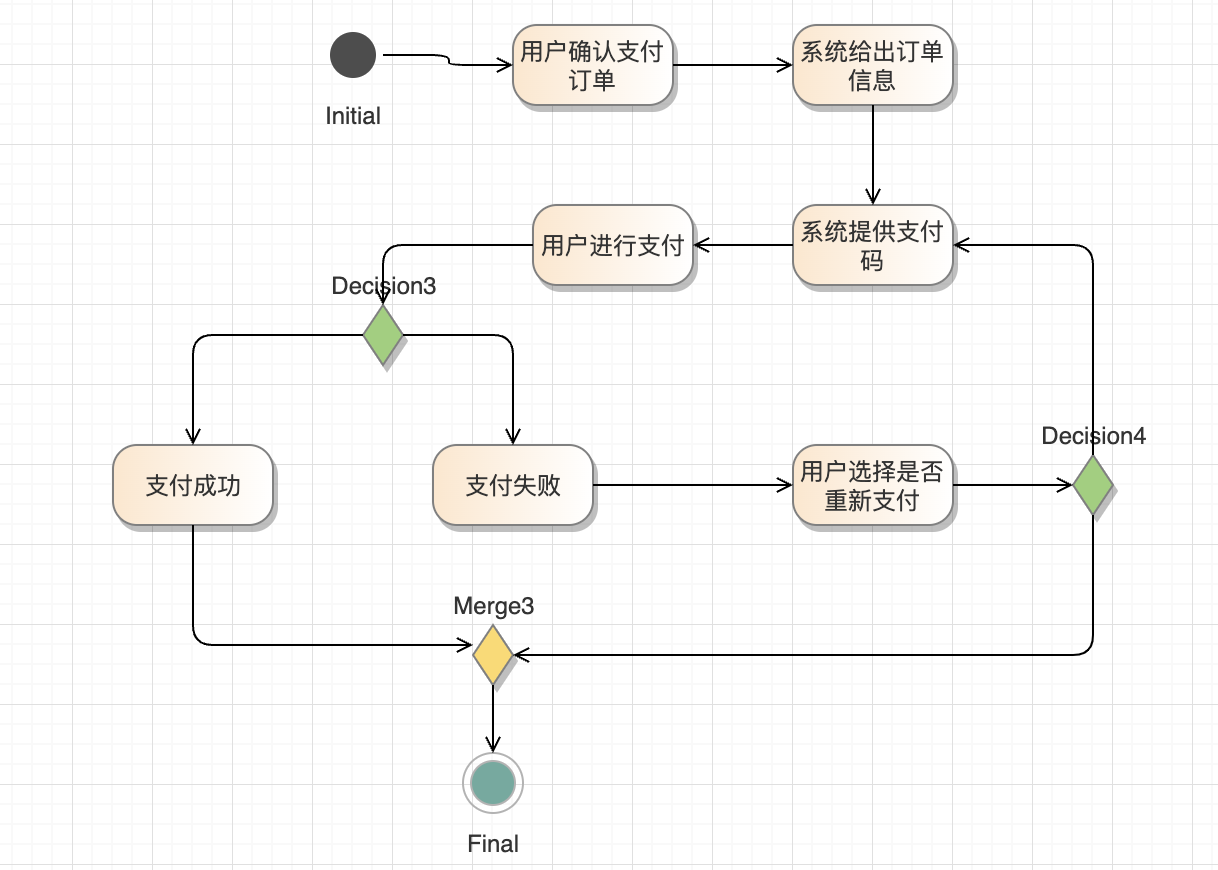 用户确认支付
订单
系统给出订单
信息
Initial
用户进行支付
系统提供支付
码
Decision3
Decision4
支付成功
支付失败
用户选择是否
重新支付
Merge3
Final